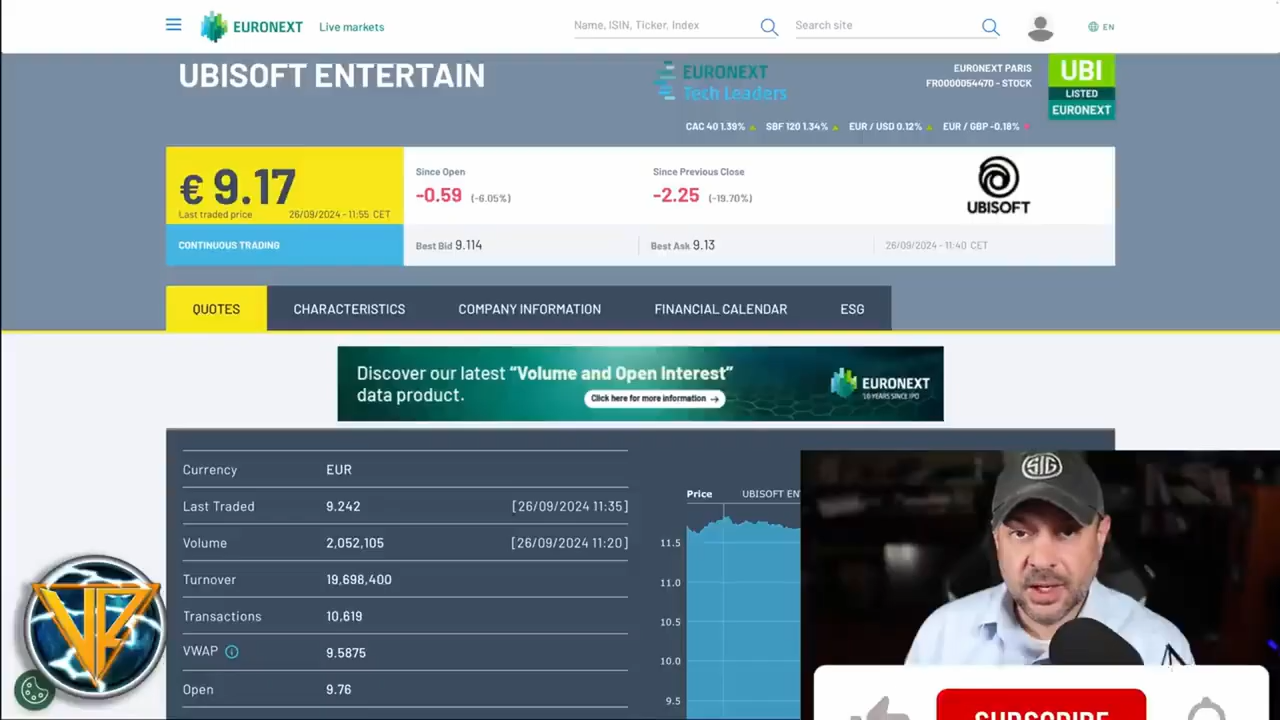 EURONEXT
Live markets
Name, ISIN, Ticker, Index
Search site
EN
UBISOFT ENTERTAIN
EURONEXT
Tech Leaders
EURONEXT PARIS
FR0000054470 - STOCK
UBI
LISTED
EURONEXT
CAC 40 1.39% SBF 120 1.34% EUR / USD 0.12% EUR / GBP -0.18%
€ 9.17
Last traded price 26/09/2024 - 11:55 CET
CONTINUOUS TRADING
Since Open
-0.59 (-6.05%)
Since Previous Close
-2.25 (-19.70%)
UBISOFT
Best Bid 9.114
Best Ask 9.13
26/09/2024 - 11:40 CET
QUOTES
CHARACTERISTICS
COMPANY INFORMATION
FINANCIAL CALENDAR
ESG
Discover our latest “Volume and Open Interest”
data product.
Click here for more information →
EURONEXT
10 YEARS SINCE IPO
Currency EUR
Last Traded 9.242 [26/09/2024 11:35]
Volume 2,052,105 [26/09/2024 11:20]
Turnover 19,698,400
Transactions 10,619
VWAP 9.5875
Open 9.76
Price UBISOFT EN
11.5
11.0
10.5
10.0
9.5
SIG
SUBSCRIBE